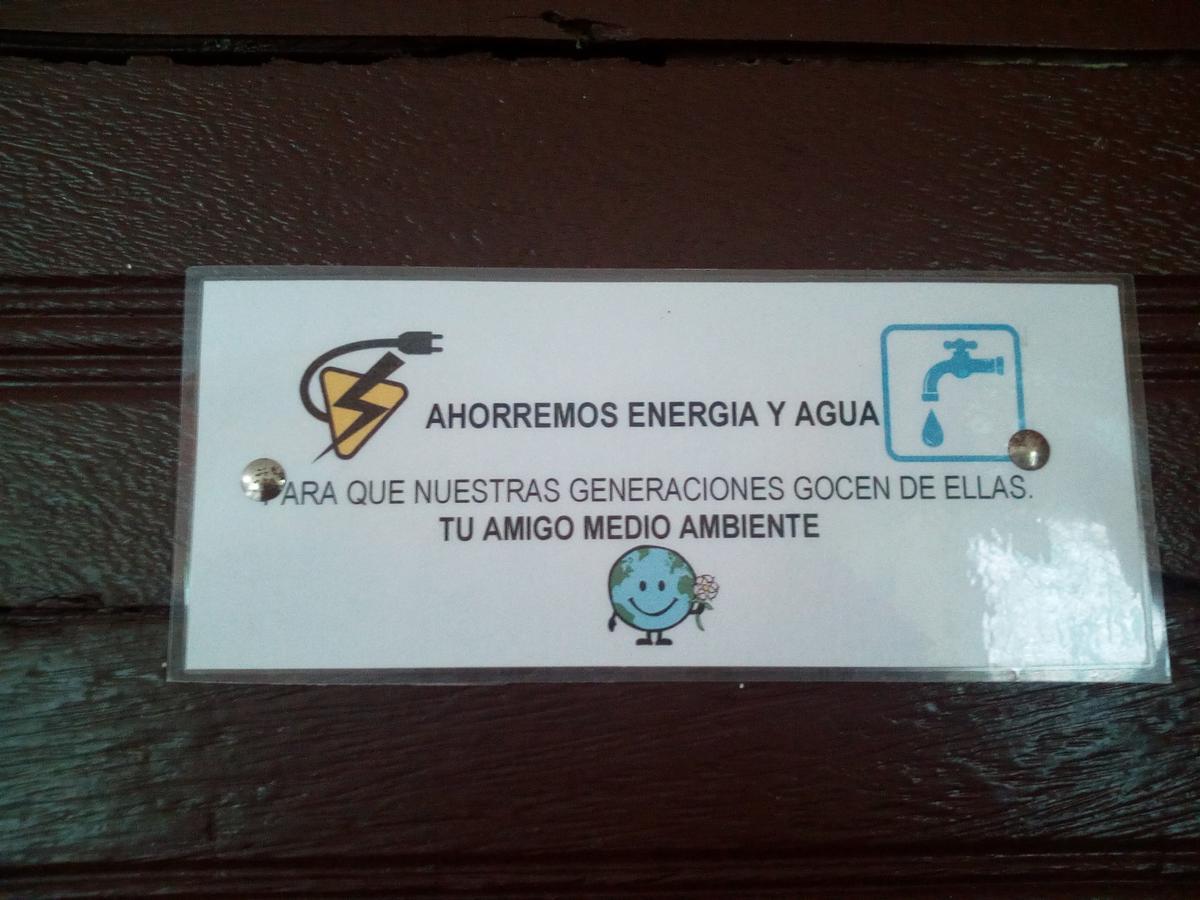 AHORREMOS ENERGIA Y AGUA
PARA QUE NUESTRAS GENERACIONES GOCEN DE ELLAS.
TU AMIGO MEDIO AMBIENTE